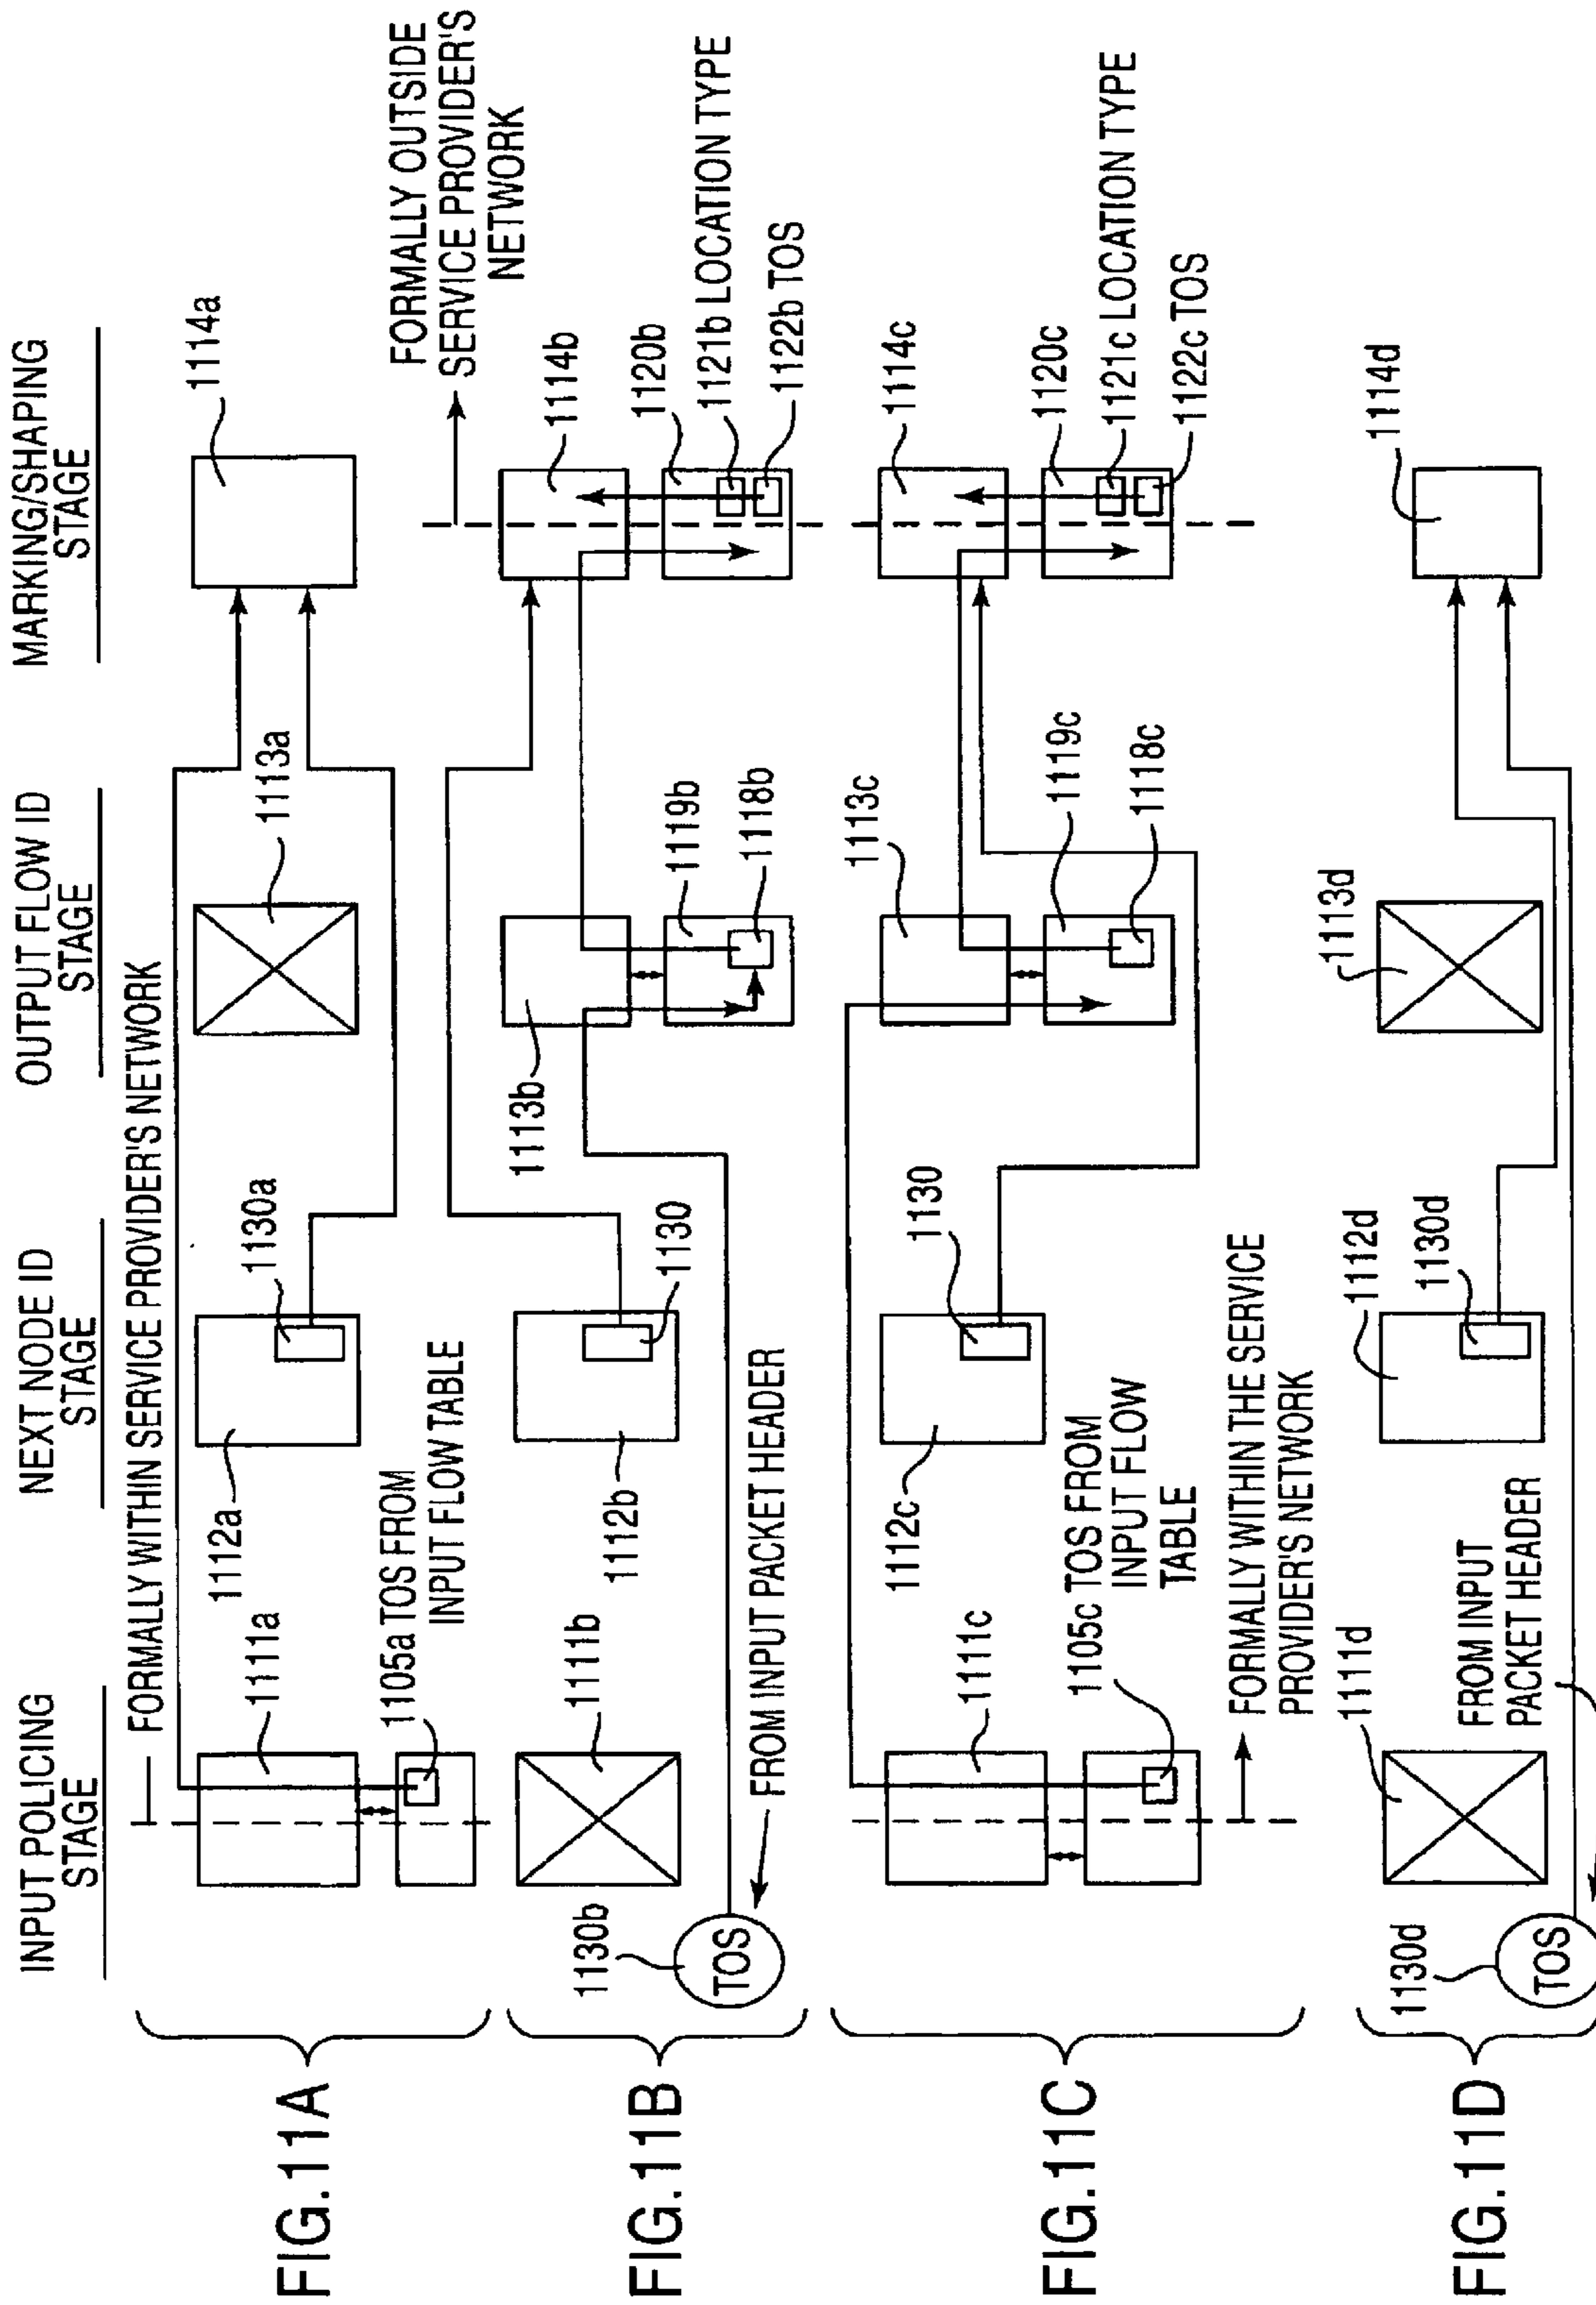 INPUT POLICING
STAGE
NEXT NODE ID
STAGE
OUTPUT FLOW ID
STAGE
MARKING/SHAPING
STAGE
FIG.11A
FORMALLY WITHIN SERVICE PROVIDER'S NETWORK
1111a
1105a TOS FROM
INPUT FLOW TABLE
1112a
1130a
1113a
1114a
FORMALLY OUTSIDE
SERVICE PROVIDER'S
NETWORK
FIG.11B
1130b
TOS
FROM INPUT PACKET HEADER
1111b
1112b
1130
1113b
1119b
1118b
1114b
1120b
1121b LOCATION TYPE
1122b TOS
FIG.11C
1111c
1105c TOS FROM
INPUT FLOW
TABLE
FORMALLY WITHIN THE SERVICE
PROVIDER'S NETWORK
1112c
1130
1113c
1119c
1118c
1114c
1120c
1121c LOCATION TYPE
1122c TOS
FIG.11D
1130d
TOS
1111d
FROM INPUT
PACKET HEADER
1112d
1130d
1113d
1114d